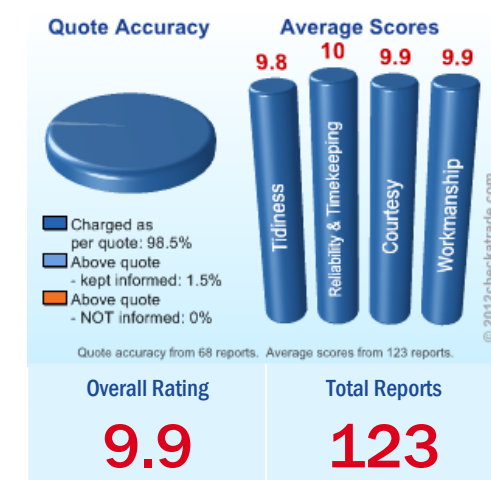 Quote Accuracy
Charged as
per quote: 98.5%
Above quote
- kept informed: 1.5%
Above quote
- NOT informed: 0%
Average Scores
9.8 10 9.9 9.9
Tidiness
Reliability & Timekeeping
Courtesy
Workmanship
© 2012checkatrade.com
Quote accuracy from 68 reports. Average scores from 123 reports.
Overall Rating
9.9
Total Reports
123